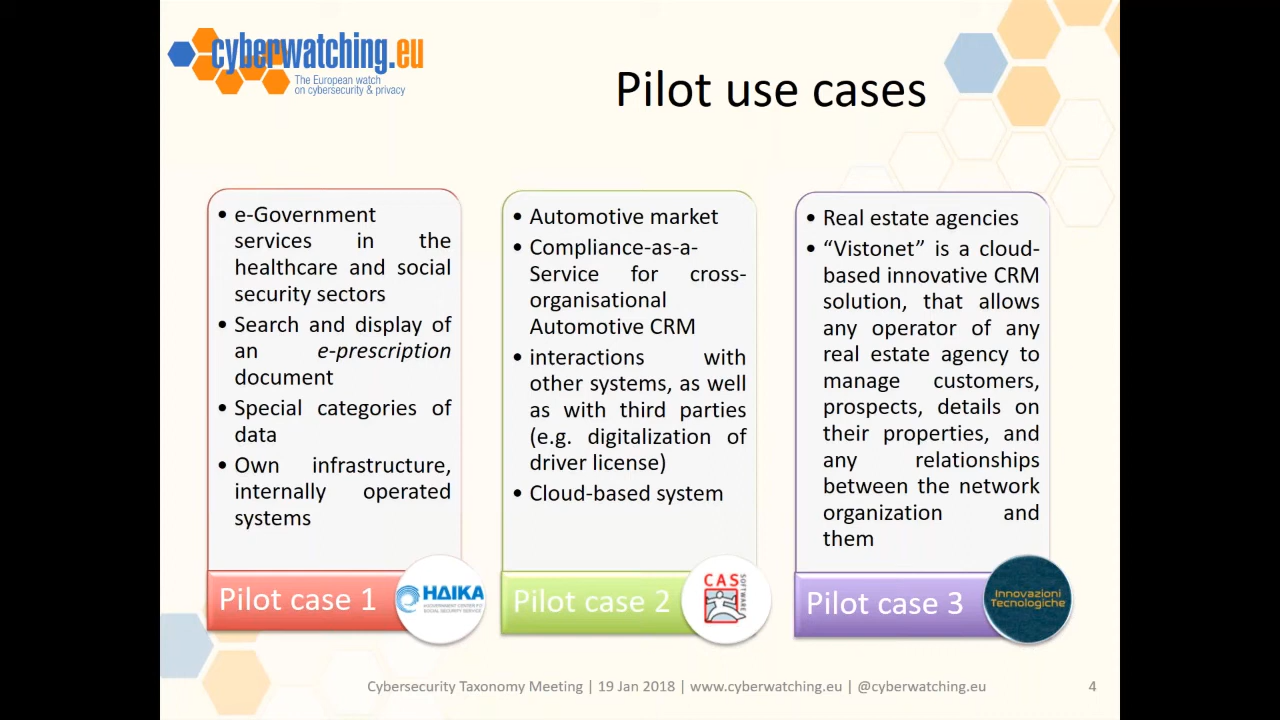 cyberwatching.eu
The European watch
on cybersecurity & privacy
Pilot use cases
• e-Government
services in the
healthcare and social
security sectors
• Search and display of
an e-prescription
document
• Special categories of
data
• Own infrastructure,
internally operated
systems
Pilot case 1
ΗΔΙΚΑ
E-GOVERNMENT CENTER FOR
SOCIAL SECURITY SERVICES
• Automotive market
• Compliance-as-a-
Service for cross-
organisational
Automotive CRM
• interactions with
other systems, as well
as with third parties
(e.g. digitalization of
driver license)
• Cloud-based system
Pilot case 2
CAS
SOFTWARE
• Real estate agencies
• “Vistonet” is a cloud-
based innovative CRM
solution, that allows
any operator of any
real estate agency to
manage customers,
prospects, details on
their properties, and
any relationships
between the network
organization and
them
Pilot case 3
Innovazioni
Tecnologiche
Cybersecurity Taxonomy Meeting | 19 Jan 2018 | www.cyberwatching.eu | @cyberwatching.eu
4